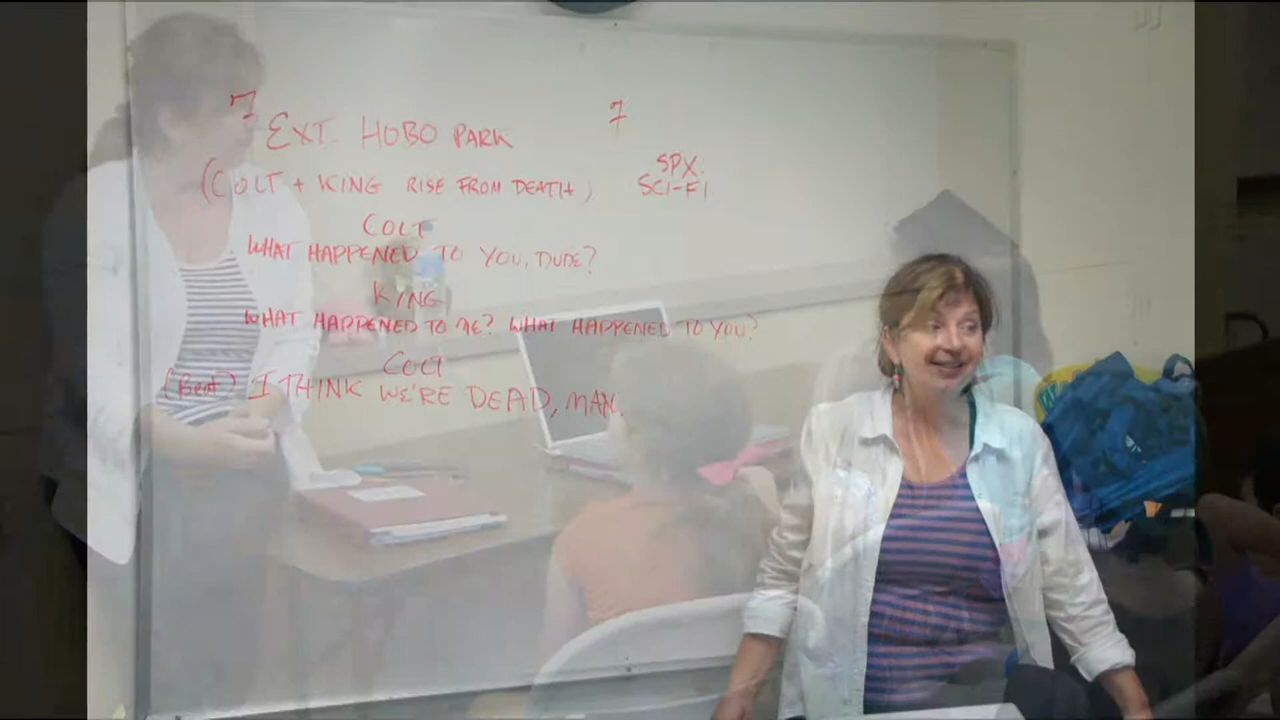 7 EXT. HOBO PARK 7
(COLT + KING RISE FROM DEATH) SPX.
SCI-FI
COLT
WHAT HAPPENED TO YOU, DUDE?
KING
WHAT HAPPENED TO ME? WHAT HAPPENED TO YOU?
COLT
(Beat) I THINK WE'RE DEAD, MAN.